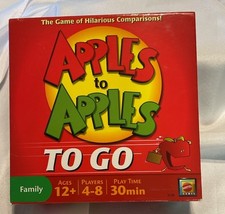 The Game of Hilarious Comparisons!
APPLES
to
APPLES
TO GO
Family
AGES
12+
PLAYERS
4-8
PLAY TIME
30min